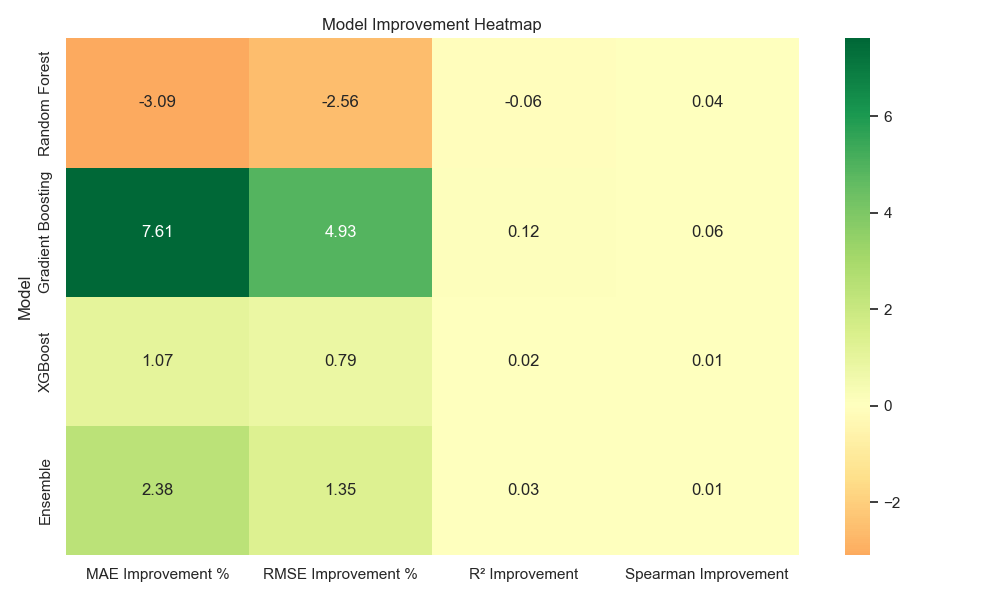 Model Improvement Heatmap
Model
Random Forest
-3.09 -2.56 -0.06 0.04
Gradient Boosting
7.61 4.93 0.12 0.06
XGBoost
1.07 0.79 0.02 0.01
Ensemble
2.38 1.35 0.03 0.01
MAE Improvement % RMSE Improvement % R² Improvement Spearman Improvement
6
4
2
0
−2